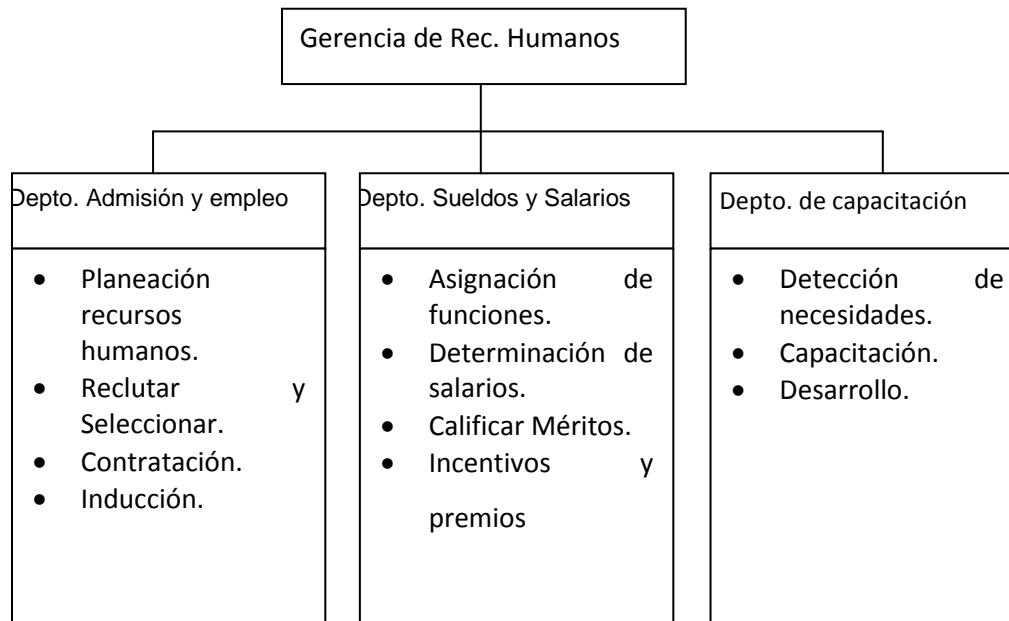 Gerencia de Rec. Humanos
Depto. Admisión y empleo
• Planeación
recursos
humanos.
• Reclutar y
Seleccionar.
• Contratación.
• Inducción.
Depto. Sueldos y Salarios
• Asignación de
funciones.
• Determinación de
salarios.
• Calificar Méritos.
• Incentivos y
premios
Depto. de capacitación
• Detección de
necesidades.
• Capacitación.
• Desarrollo.